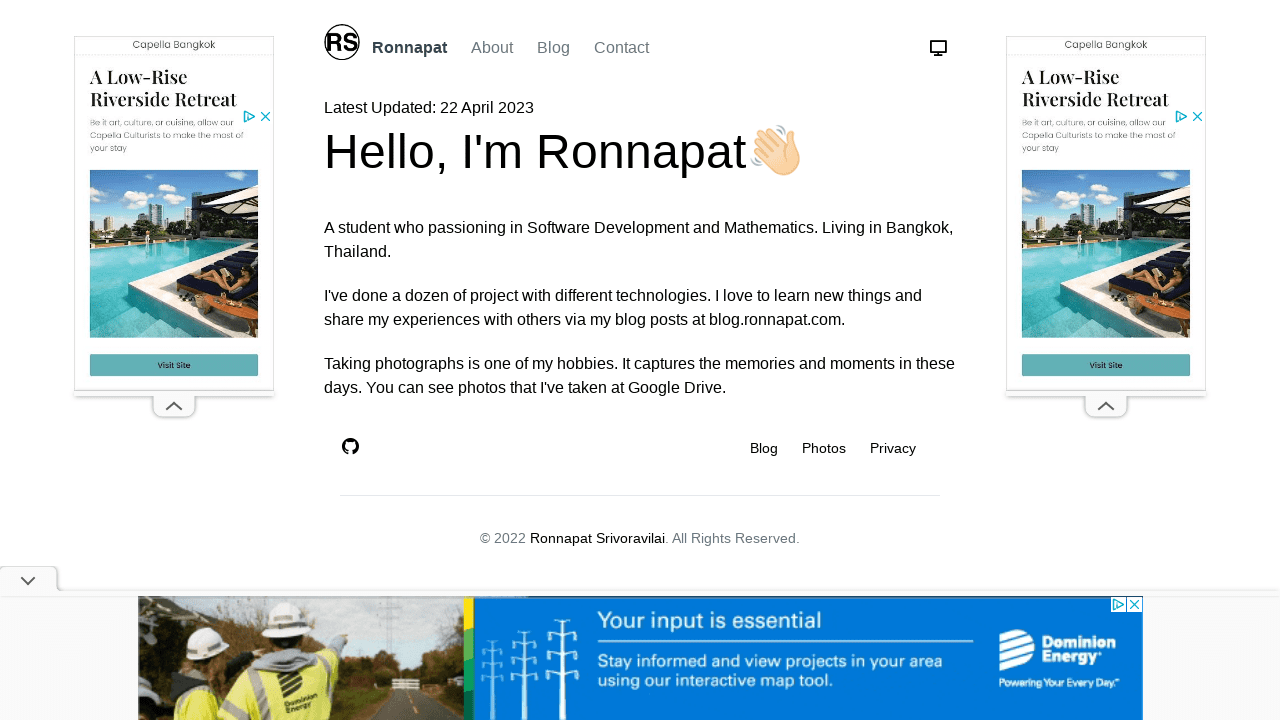 RS Ronnapat About Blog Contact
Latest Updated: 22 April 2023
Hello, I'm Ronnapat👋🏼
A student who passioning in Software Development and Mathematics. Living in Bangkok,
Thailand.
I've done a dozen of project with different technologies. I love to learn new things and
share my experiences with others via my blog posts at blog.ronnapat.com.
Taking photographs is one of my hobbies. It captures the memories and moments in these
days. You can see photos that I've taken at Google Drive.
Blog Photos Privacy
© 2022 Ronnapat Srivoravilai. All Rights Reserved.
Capella Bangkok
A Low-Rise
Riverside Retreat
Be it art, culture, or cuisine, allow our
Capella Culturists to make the most of
your stay
Visit Site
Capella Bangkok
A Low-Rise
Riverside Retreat
Be it art, culture, or cuisine, allow our
Capella Culturists to make the most of
your stay
Visit Site
Dominion
Energy
Your input is essential
Stay informed and view projects in your area
using our interactive map tool.
Dominion
Energy®
Powering Your Every Day.℠